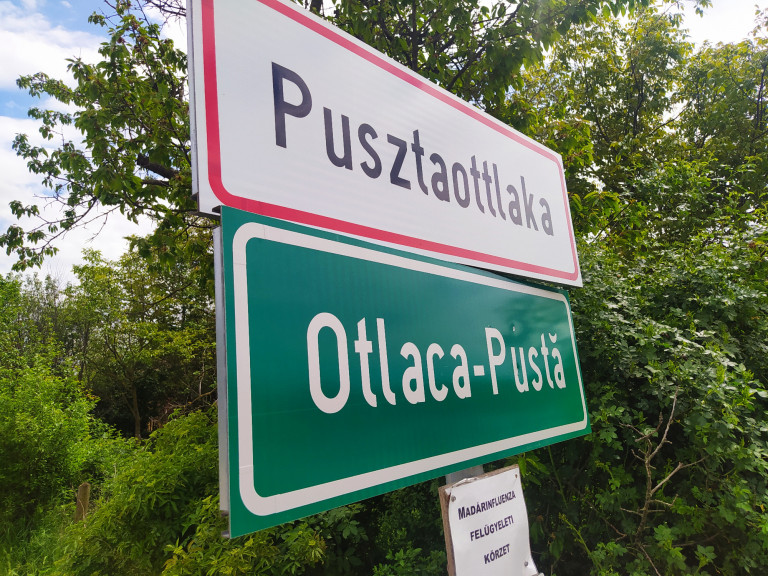 Pusztaottlaka
Otlaca-Pustă
MADÁRINFLUENZA
FELÜGYELETI
KÖRZET